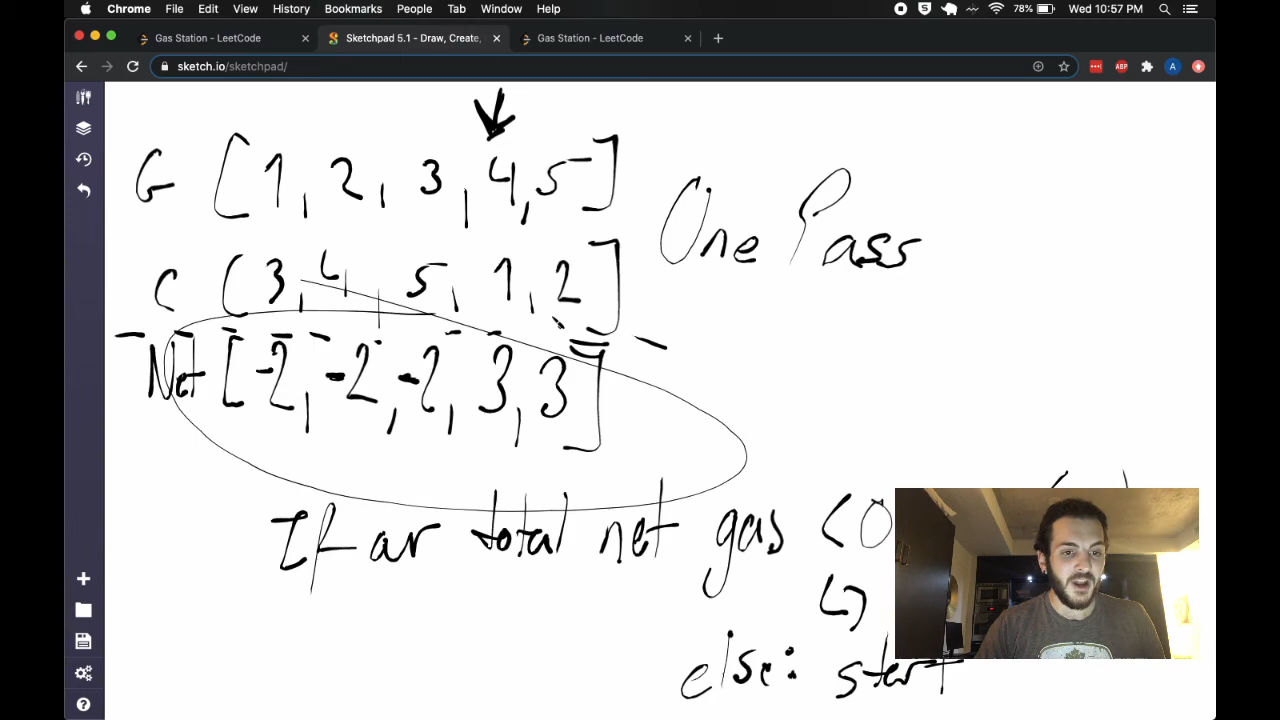 Chrome File Edit View History Bookmarks People Tab Window Help 78% Wed 10:57 PM
Gas Station - LeetCode Sketchpad 5.1 - Draw, Create, Gas Station - LeetCode
sketch.io/sketchpad/ ABP A
G [1, 2, 3, 4, 5]
One Pass
C [3, 4, 5, 1, 2]
Net [-2, -2, -2, 3, 3]
If ar total net gas < 0
else: start